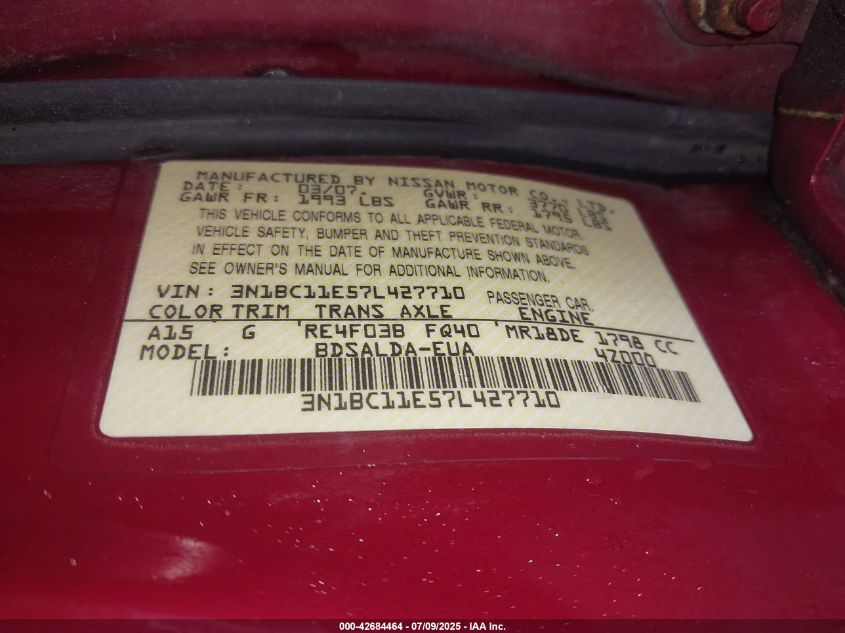 MANUFACTURED BY NISSAN MOTOR CO., LTD.
DATE: 03/07. GVWR: LBS
GAWR FR: 1993 LBS GAWR RR: LBS
THIS VEHICLE CONFORMS TO ALL APPLICABLE FEDERAL MOTOR
VEHICLE SAFETY, BUMPER AND THEFT PREVENTION STANDARDS
IN EFFECT ON THE DATE OF MANUFACTURE SHOWN ABOVE.
SEE OWNER'S MANUAL FOR ADDITIONAL INFORMATION.
VIN: 3N1BC11E57L427710 PASSENGER CAR.
COLOR TRIM TRANS AXLE ENGINE
A15 G RE4F03B FQ40 MR18DE 1798 CC
MODEL: BDSALDA-EUA 4Z000
3N1BC11E57L427710
000-42684464 - 07/09/2025 - IAA Inc.